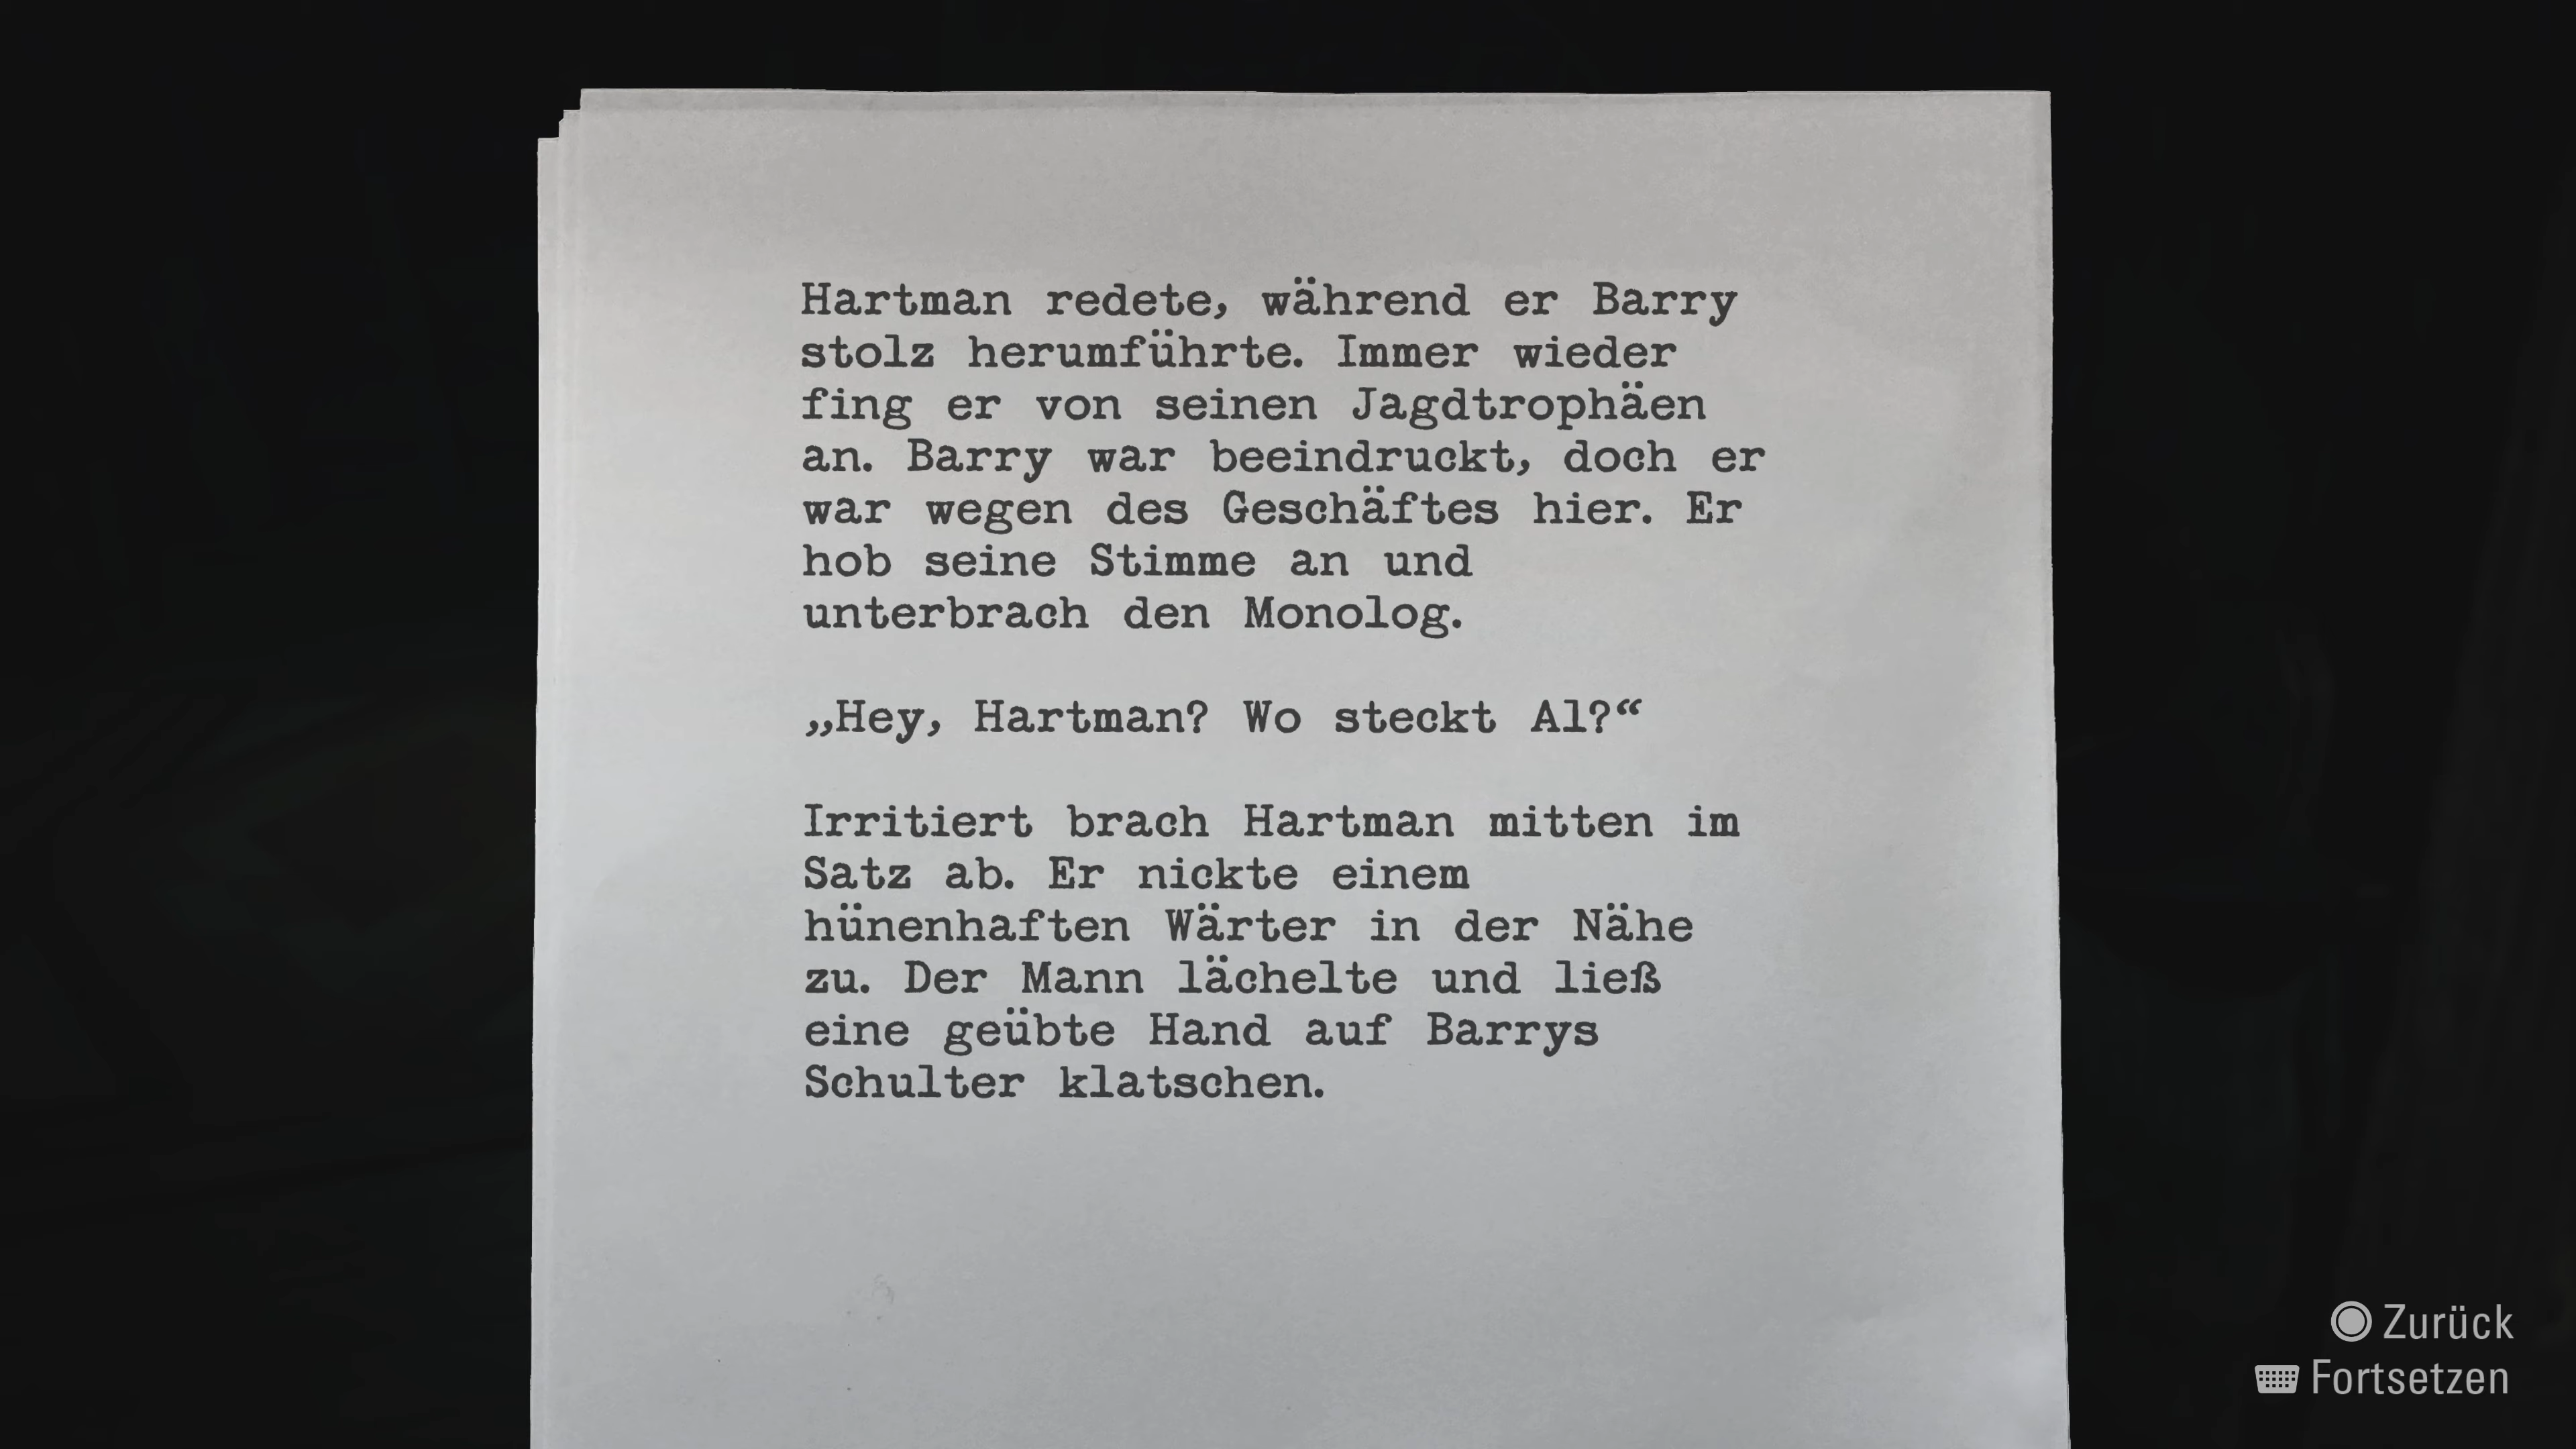 Hartman redete, während er Barry
stolz herumführte. Immer wieder
fing er von seinen Jagdtrophäen
an. Barry war beeindruckt, doch er
war wegen des Geschäftes hier. Er
hob seine Stimme an und
unterbrach den Monolog.
„Hey, Hartman? Wo steckt Al?“
Irritiert brach Hartman mitten im
Satz ab. Er nickte einem
hünenhaften Wärter in der Nähe
zu. Der Mann lächelte und ließ
eine geübte Hand auf Barrys
Schulter klatschen.
Zurück
Fortsetzen